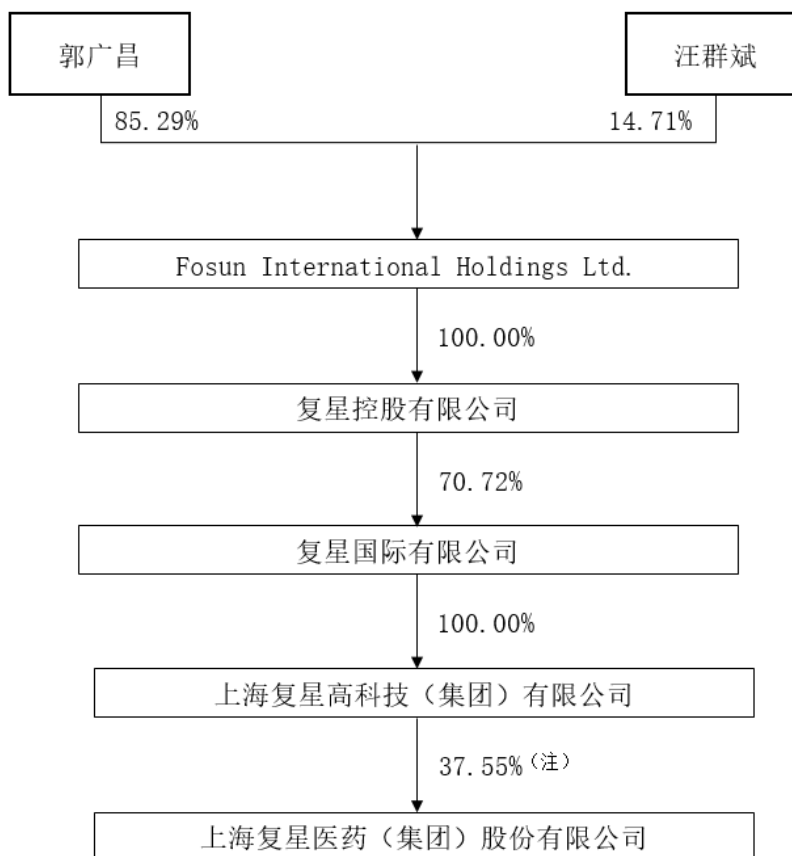 郭广昌
汪群斌
85.29%
14.71%
Fosun International Holdings Ltd.
100.00%
复星控股有限公司
70.72%
复星国际有限公司
100.00%
上海复星高科技（集团）有限公司
37.55%（注）
上海复星医药（集团）股份有限公司